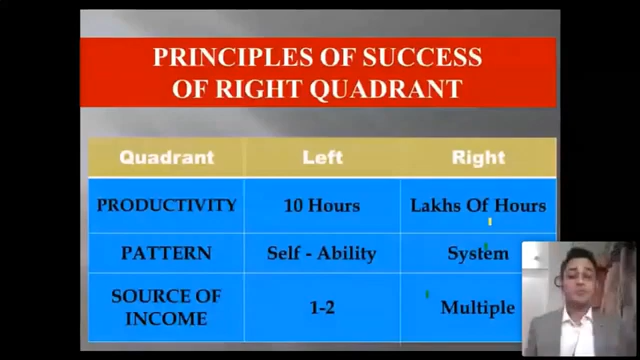 PRINCIPLES OF SUCCESS
OF RIGHT QUADRANT
Quadrant Left Right
PRODUCTIVITY 10 Hours Lakhs Of Hours
PATTERN Self - Ability System
SOURCE OF
INCOME 1-2 Multiple